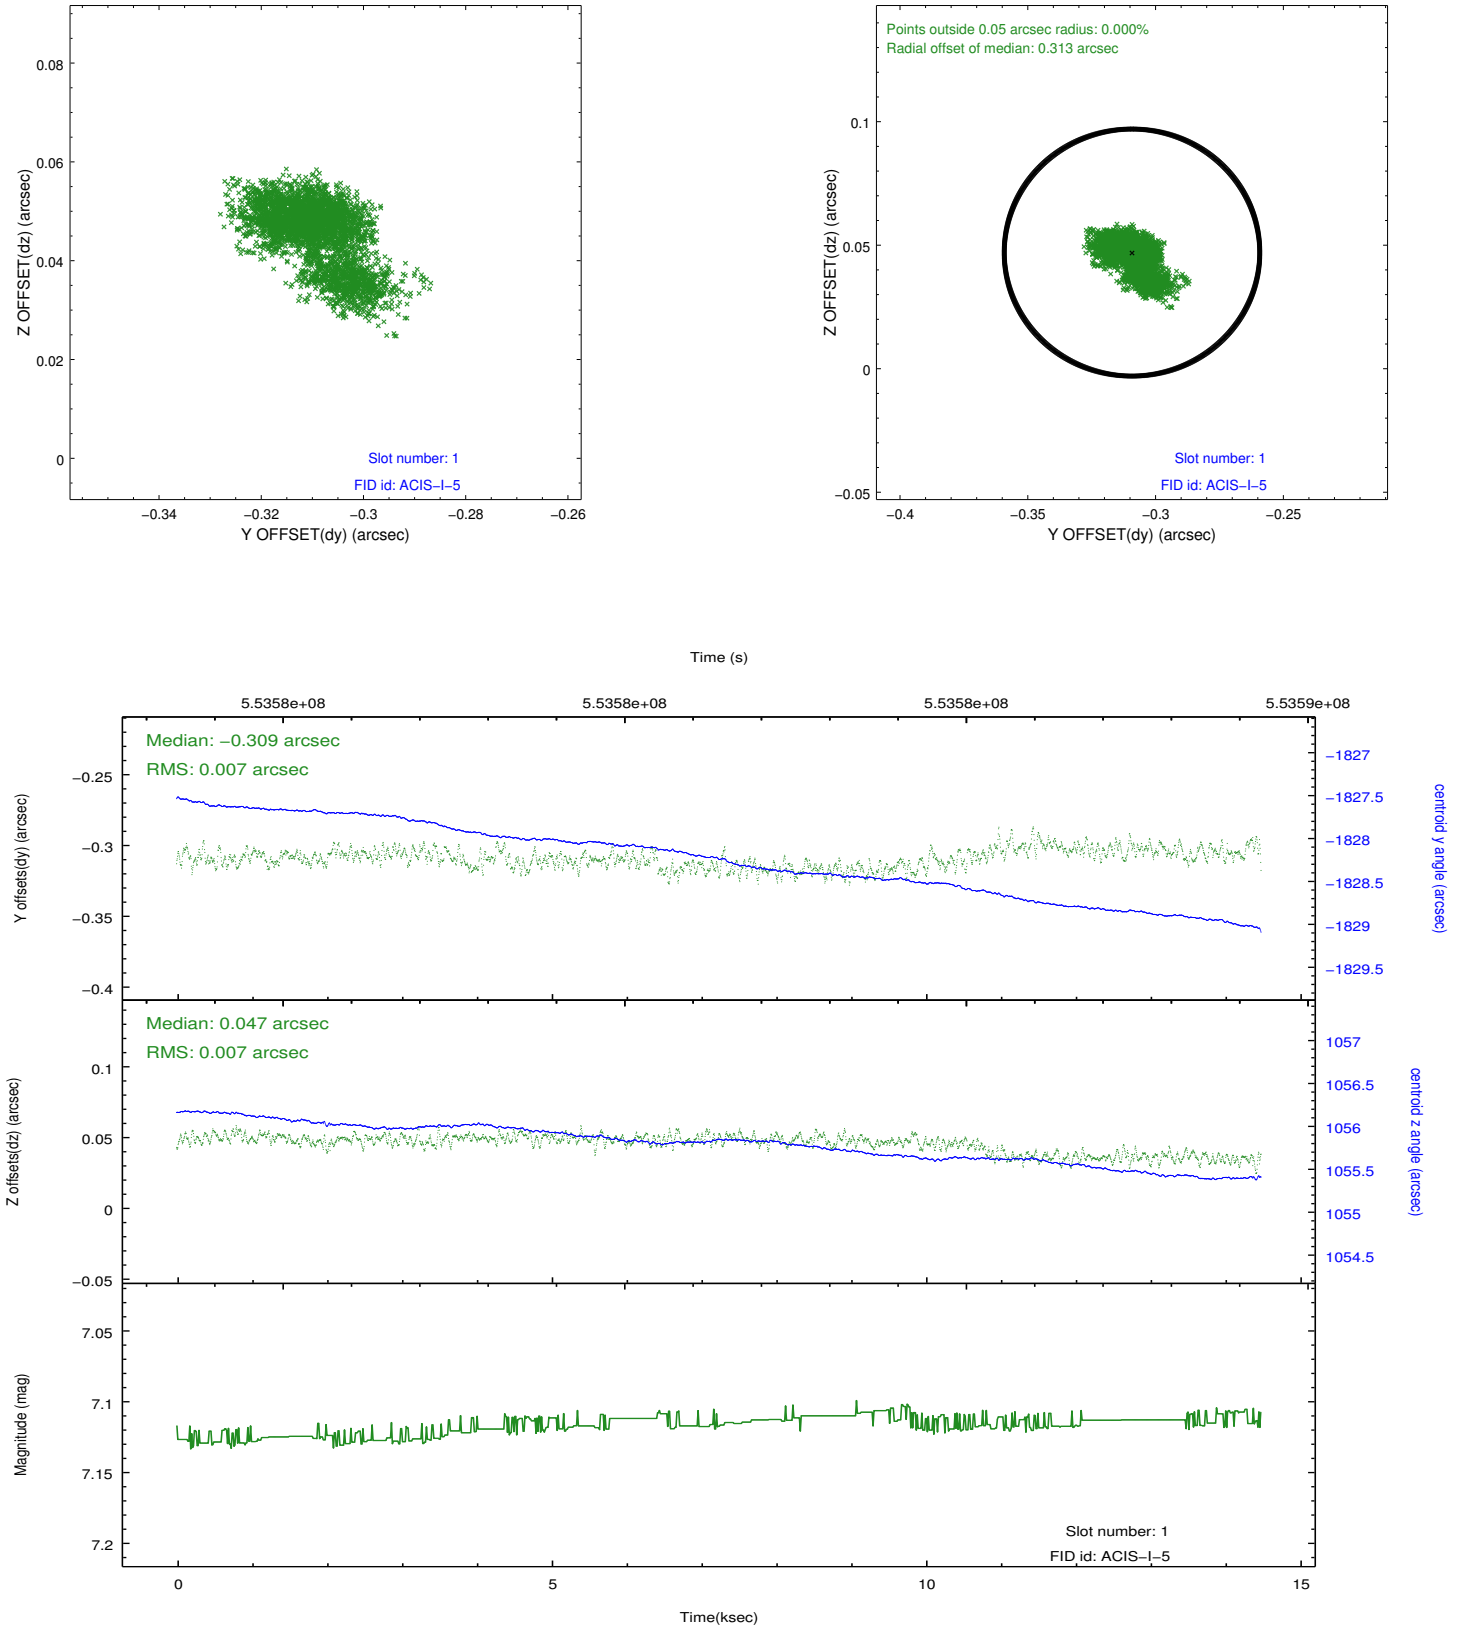 0.08
0.06
0.04
0.02
0
Z OFFSET(dz) (arcsec)
Slot number: 1
FID id: ACIS−I−5
−0.34
−0.32
−0.3
−0.28
−0.26
Y OFFSET(dy) (arcsec)
Points outside 0.05 arcsec radius: 0.000%
Radial offset of median: 0.313 arcsec
0.1
0.05
0
−0.05
Z OFFSET(dz) (arcsec)
Slot number: 1
FID id: ACIS−I−5
−0.4
−0.35
−0.3
−0.25
Y OFFSET(dy) (arcsec)
Time (s)
5.5358e+08
5.5358e+08
5.5358e+08
5.5359e+08
Median: −0.309 arcsec
RMS: 0.007 arcsec
−0.25
−0.3
−0.35
−0.4
Y offsets(dy) (arcsec)
−1827
−1827.5
−1828
−1828.5
−1829
−1829.5
centroid y angle (arcsec)
Median: 0.047 arcsec
RMS: 0.007 arcsec
0.1
0.05
0
−0.05
Z offsets(dz) (arcsec)
1057
1056.5
1056
1055.5
1055
1054.5
centroid z angle (arcsec)
7.05
7.1
7.15
7.2
Magnitude (mag)
Slot number: 1
FID id: ACIS−I−5
0
5
10
15
Time(ksec)